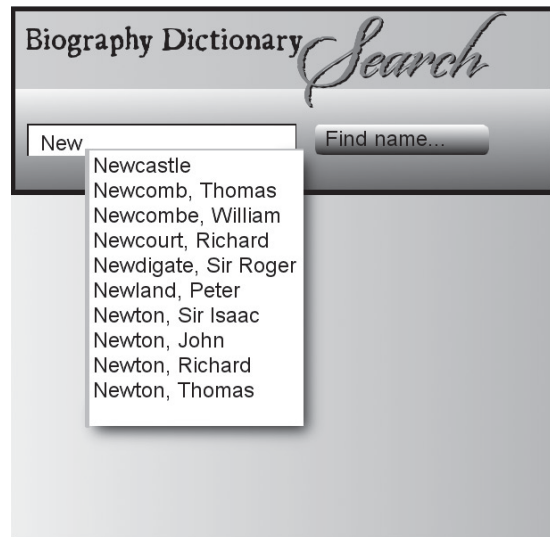 Biography Dictionary Search
New
Find name...
Newcastle
Newcomb, Thomas
Newcombe, William
Newcourt, Richard
Newdigate, Sir Roger
Newland, Peter
Newton, Sir Isaac
Newton, John
Newton, Richard
Newton, Thomas